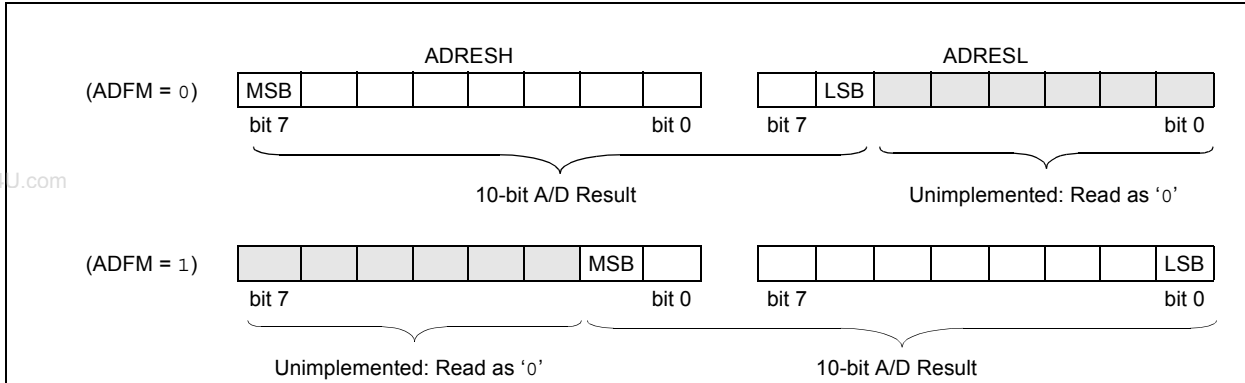 ADRESH ADRESL
(ADFM = 0) MSB LSB
bit 7 bit 0 bit 7 bit 0
U.com
10-bit A/D Result Unimplemented: Read as ‘0’
(ADFM = 1) MSB LSB
bit 7 bit 0 bit 7 bit 0
Unimplemented: Read as ‘0’ 10-bit A/D Result